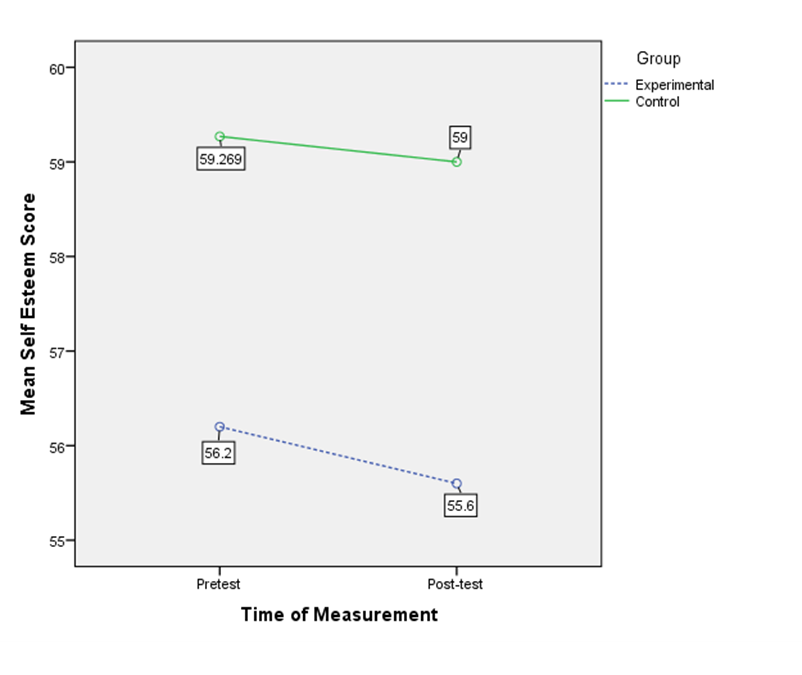 Group
Experimental
Control
Mean Self Esteem Score
60
59
58
57
56
55
59.269
59
56.2
55.6
Pretest
Post-test
Time of Measurement